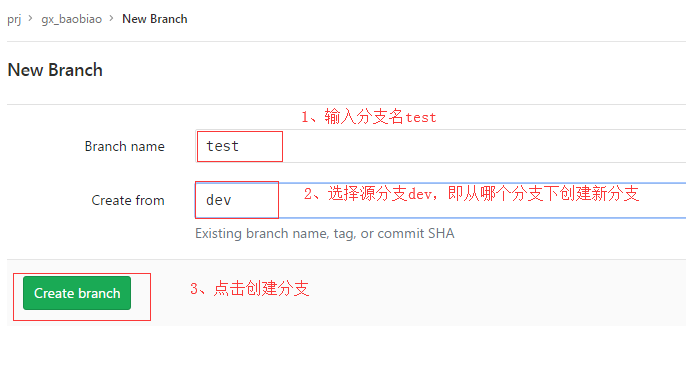 prj > gx_baobiao > New Branch
New Branch
1、输入分支名test
Branch name test
Create from dev 2、选择源分支dev，即从哪个分支下创建新分支
Existing branch name, tag, or commit SHA
Create branch 3、点击创建分支